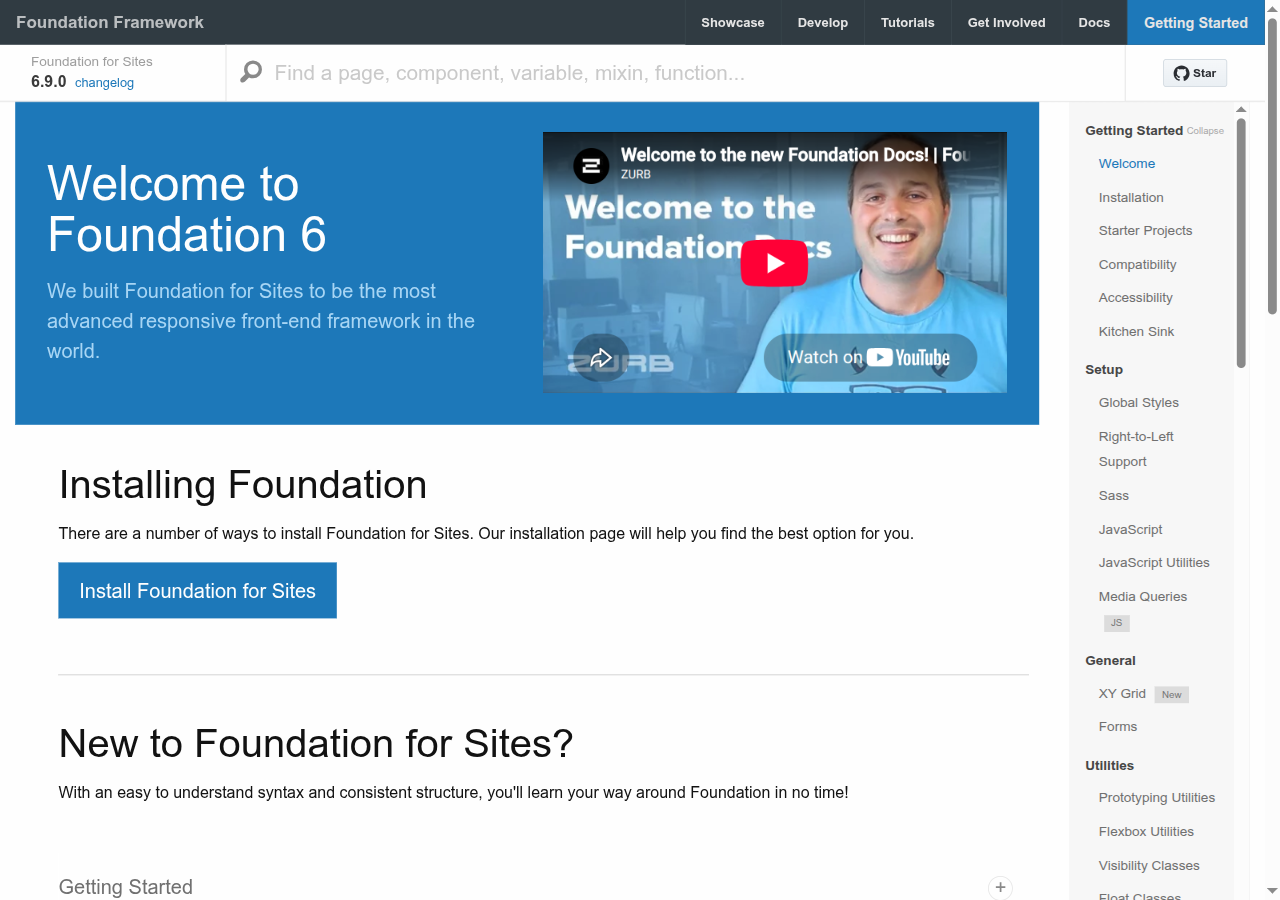 Foundation Framework
Showcase
Develop
Tutorials
Get Involved
Docs
Getting Started
Foundation for Sites
6.9.0 changelog
Find a page, component, variable, mixin, function...
Star
Welcome to
Foundation 6
We built Foundation for Sites to be the most
advanced responsive front-end framework in the
world.
Welcome to the new Foundation Docs! | Fou
ZURB
Welcome to the
Foundation Docs
ZURB
Watch on YouTube
Installing Foundation
There are a number of ways to install Foundation for Sites. Our installation page will help you find the best option for you.
Install Foundation for Sites
New to Foundation for Sites?
With an easy to understand syntax and consistent structure, you'll learn your way around Foundation in no time!
Getting Started
+
Getting Started Collapse
Welcome
Installation
Starter Projects
Compatibility
Accessibility
Kitchen Sink
Setup
Global Styles
Right-to-Left
Support
Sass
JavaScript
JavaScript Utilities
Media Queries
JS
General
XY Grid New
Forms
Utilities
Prototyping Utilities
Flexbox Utilities
Visibility Classes
Float Classes